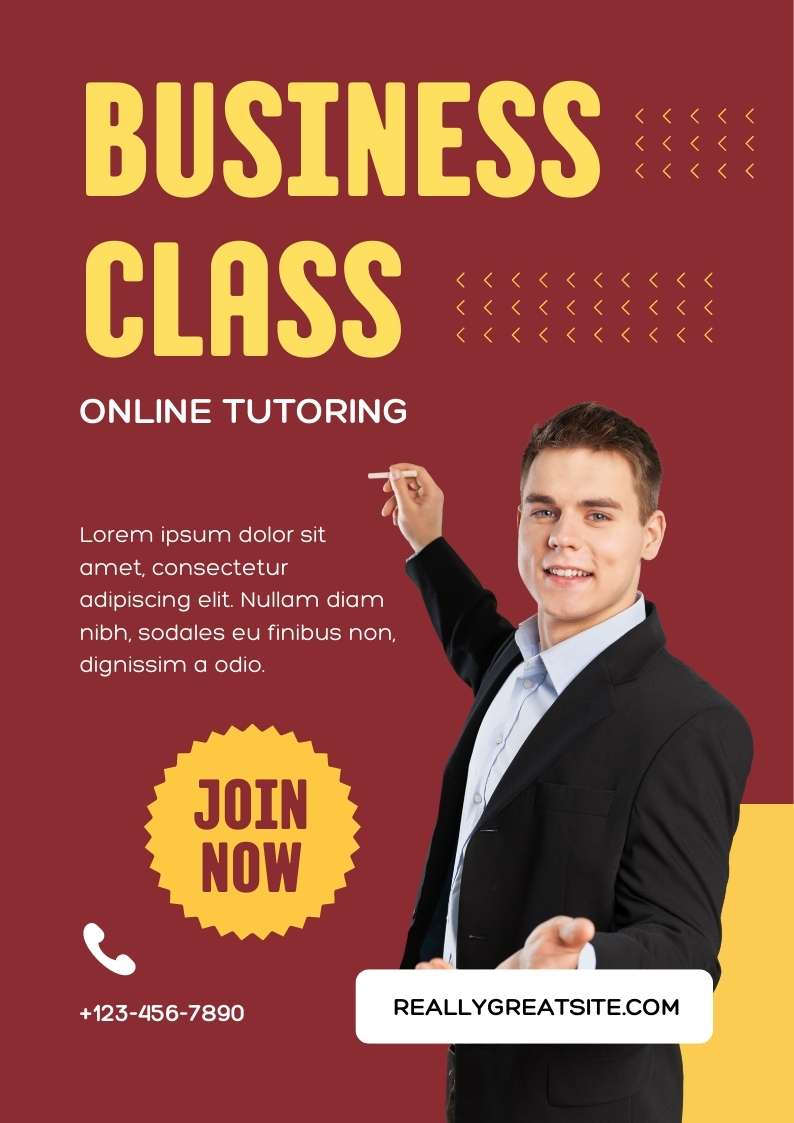 BUSINESS
CLASS
ONLINE TUTORING
Lorem ipsum dolor sit
amet, consectetur
adipiscing elit. Nullam diam
nibh, sodales eu finibus non,
dignissim a odio.
JOIN
NOW
+123-456-7890
REALLYGREATSITE.COM